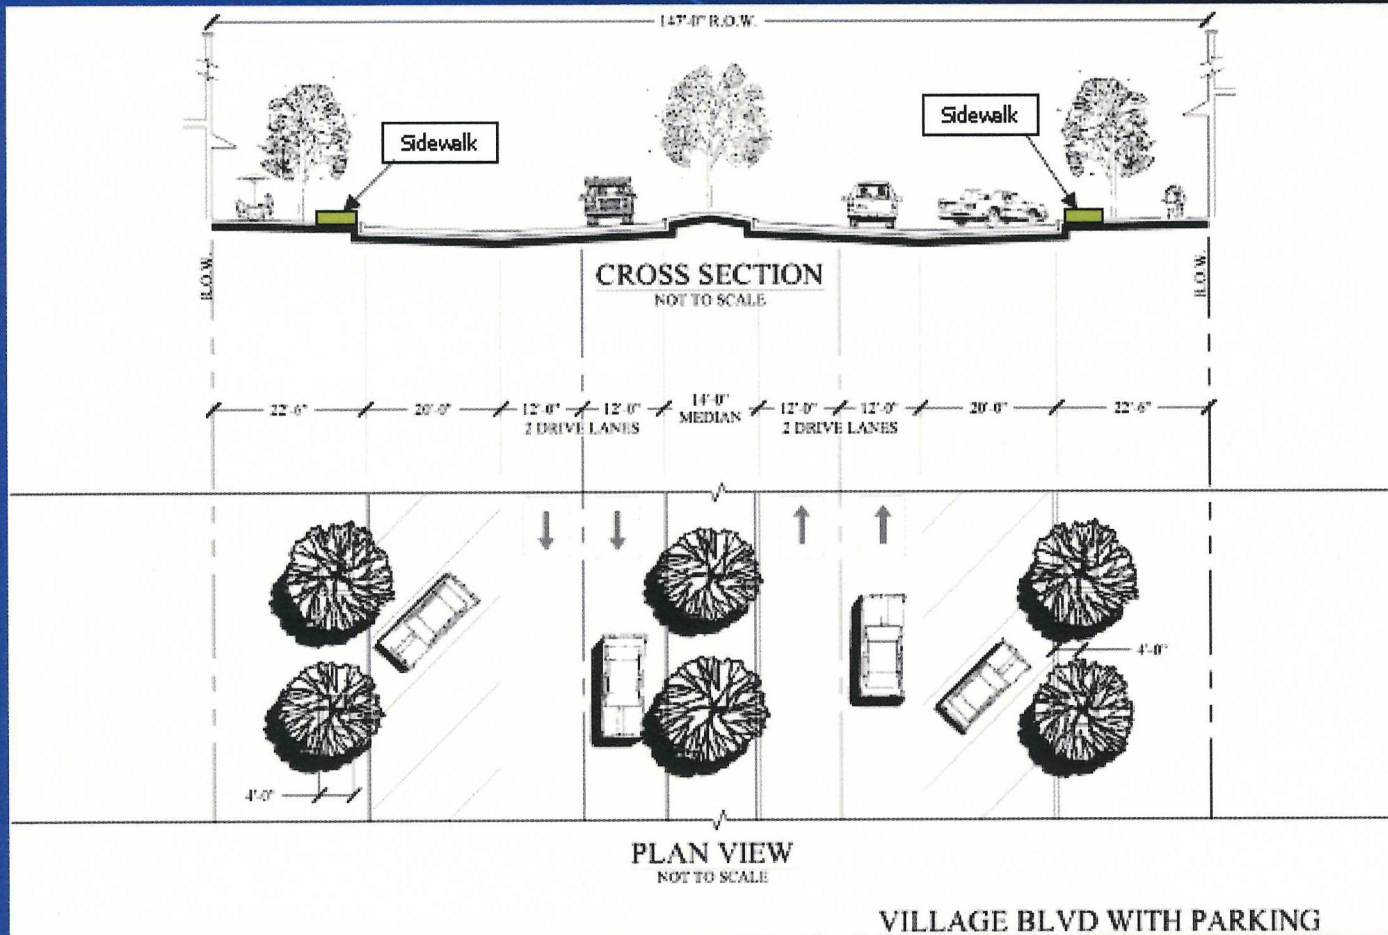 147'-0" R.O.W.
Sidewalk
Sidewalk
R.O.W.
R.O.W.
CROSS SECTION
NOT TO SCALE
22'-6"
20'-0"
12'-0"
12'-0"
2 DRIVE LANES
14'-0"
MEDIAN
12'-0"
12'-0"
2 DRIVE LANES
20'-0"
22'-6"
4'-0"
4'-0"
PLAN VIEW
NOT TO SCALE
VILLAGE BLVD WITH PARKING